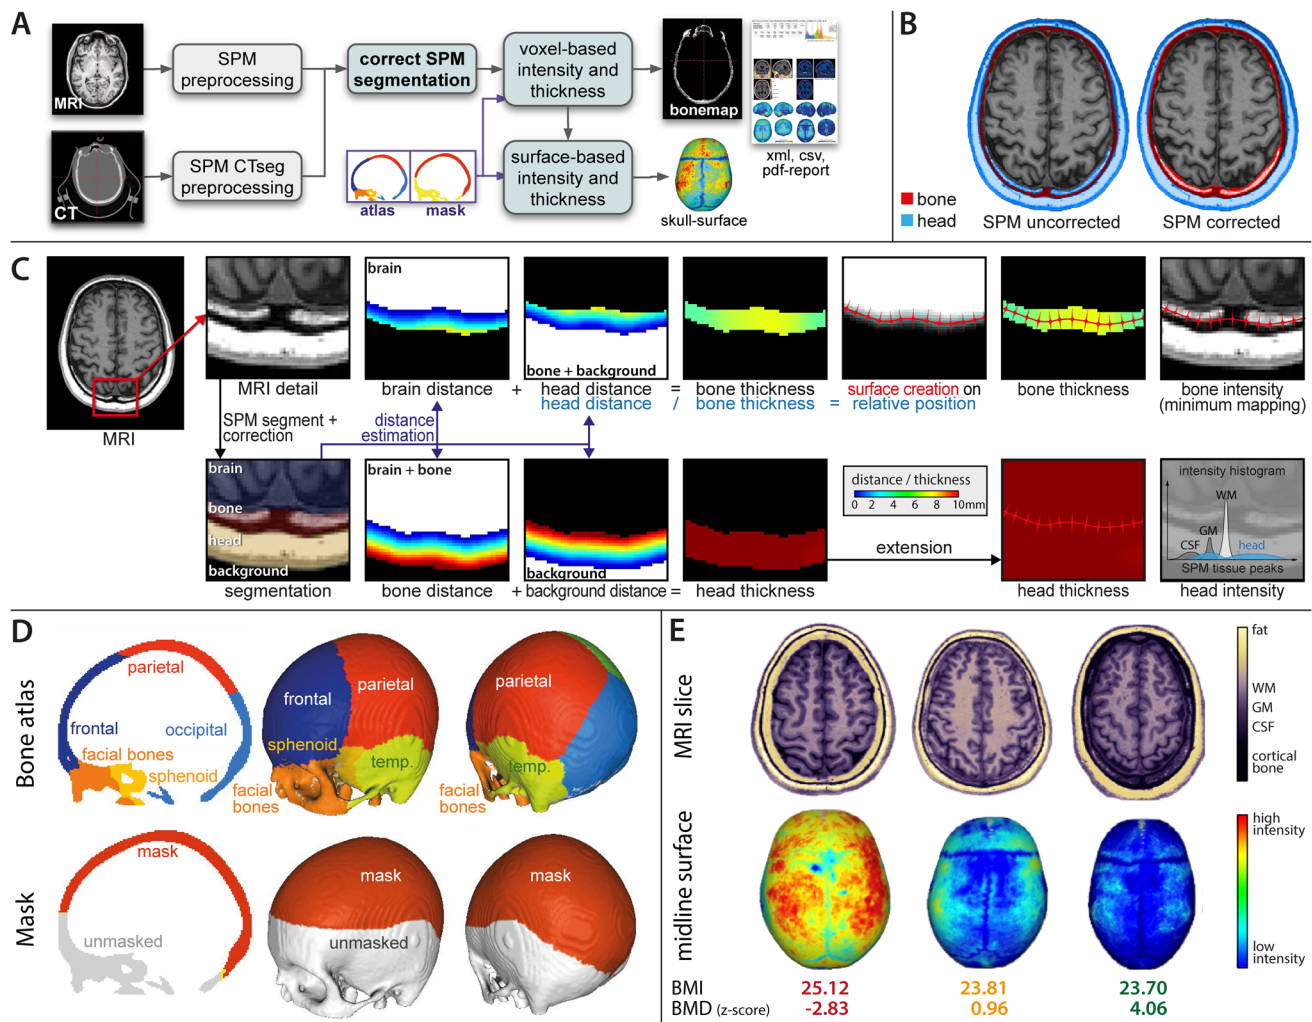 A
MRI
SPM
preprocessing
correct SPM
segmentation
voxel-based
intensity and
thickness
bonemap
xml, csv,
pdf-report
CT
SPM CTseg
preprocessing
atlas
mask
surface-based
intensity and
thickness
skull-surface
B
bone
head
SPM uncorrected
SPM corrected
C
MRI
MRI detail
brain
brain distance
+
bone + background
head distance
=
bone thickness
surface creation on
bone thickness
bone intensity
(minimum mapping)
head distance / bone thickness = relative position
SPM segment +
correction
distance
estimation
brain
bone
head
background
segmentation
brain + bone
bone distance
+
background
background distance
=
head thickness
distance / thickness
0 2 4 6 8 10mm
extension
head thickness
intensity histogram
WM
GM
CSF
head
SPM tissue peaks
head intensity
D
Bone atlas
parietal
frontal
occipital
facial bones
sphenoid
frontal
parietal
sphenoid
temp.
facial
bones
parietal
temp.
facial
bones
Mask
mask
unmasked
mask
unmasked
mask
E
MRI slice
fat
WM
GM
CSF
cortical
bone
midline surface
high
intensity
low
intensity
BMI 25.12 23.81 23.70
BMD (z-score) -2.83 0.96 4.06